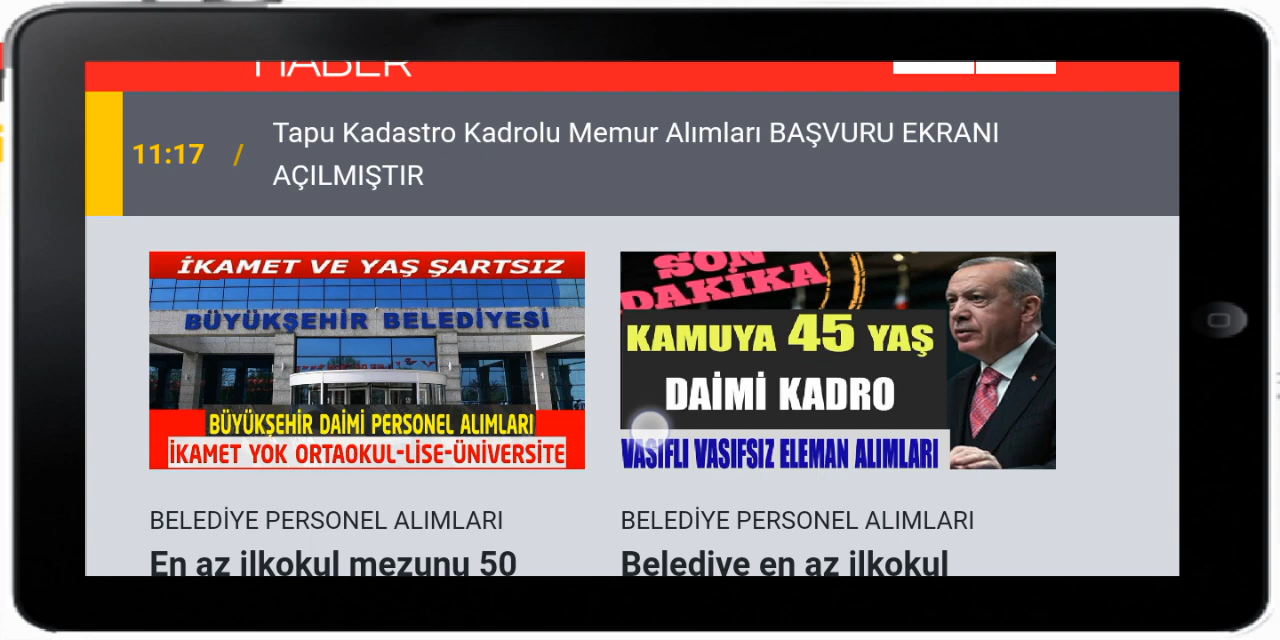 HABER
11:17 / Tapu Kadastro Kadrolu Memur Alımları BAŞVURU EKRANI
AÇILMIŞTIR
İKAMET VE YAŞ ŞARTSIZ
BÜYÜKŞEHİR BELEDİYESİ
BÜYÜKŞEHİR DAİMİ PERSONEL ALIMLARI
İKAMET YOK ORTAOKUL-LİSE-ÜNİVERSİTE
SON
DAKİKA
KAMUYA 45 YAŞ
DAİMİ KADRO
VASIFLI VASIFSIZ ELEMAN ALIMLARI
BELEDİYE PERSONEL ALIMLARI
En az ilkokul mezunu 50
BELEDİYE PERSONEL ALIMLARI
Belediye en az ilkokul